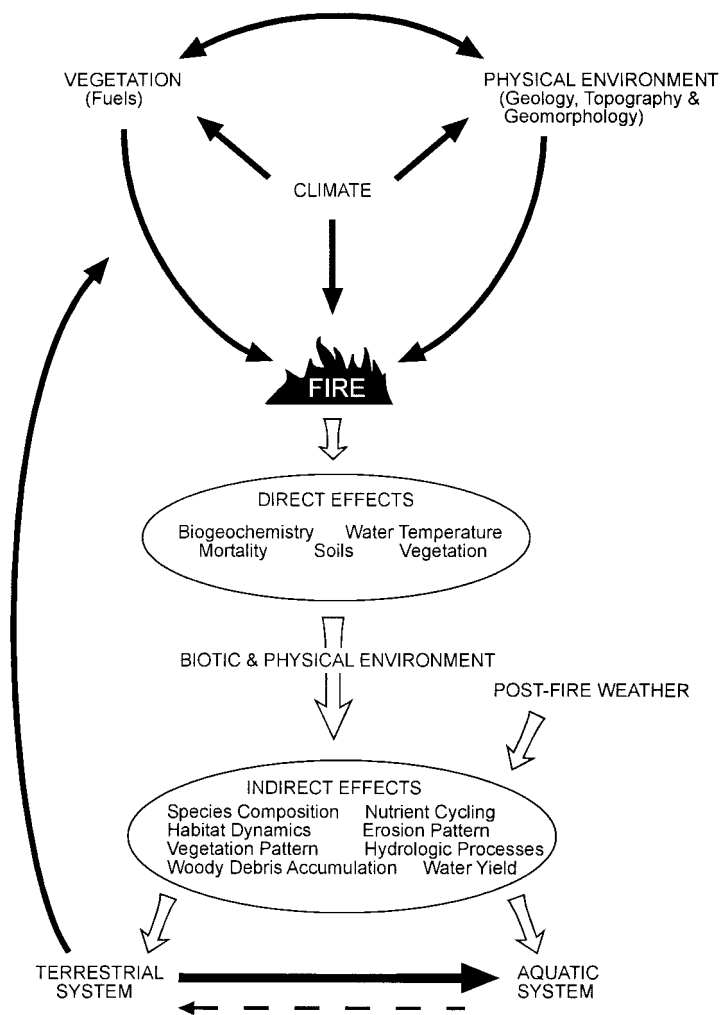 VEGETATION
(Fuels)
PHYSICAL ENVIRONMENT
(Geology, Topography &
Geomorphology)
CLIMATE
FIRE
DIRECT EFFECTS
Biogeochemistry Water Temperature
Mortality Soils Vegetation
BIOTIC & PHYSICAL ENVIRONMENT
POST-FIRE WEATHER
INDIRECT EFFECTS
Species Composition Nutrient Cycling
Habitat Dynamics Erosion Pattern
Vegetation Pattern Hydrologic Processes
Woody Debris Accumulation Water Yield
TERRESTRIAL
SYSTEM
AQUATIC
SYSTEM